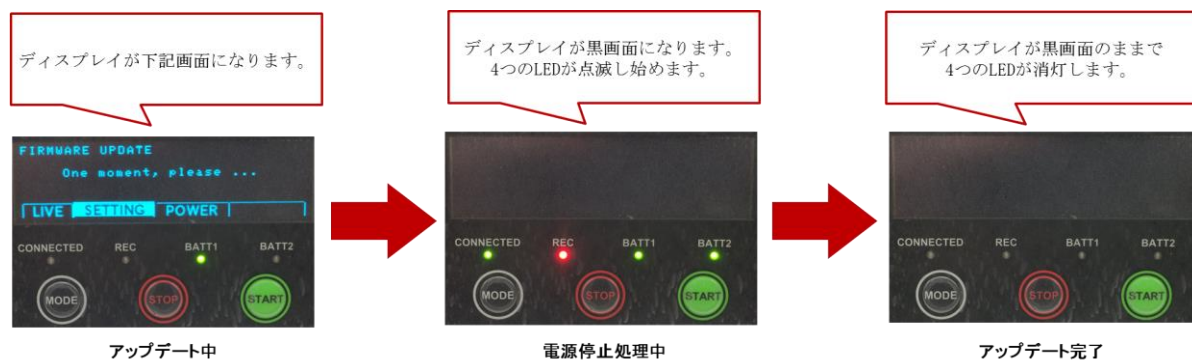 ディスプレイが下記画面になります。
FIRMWARE UPDATE
One moment, please ...
LIVE SETTING POWER
CONNECTED REC BATT1 BATT2
MODE STOP START
アップデート中
ディスプレイが黒画面になります。
4つのLEDが点滅し始めます。
CONNECTED REC BATT1 BATT2
MODE STOP START
電源停止処理中
ディスプレイが黒画面のままで
4つのLEDが消灯します。
CONNECTED REC BATT1 BATT2
MODE STOP START
アップデート完了